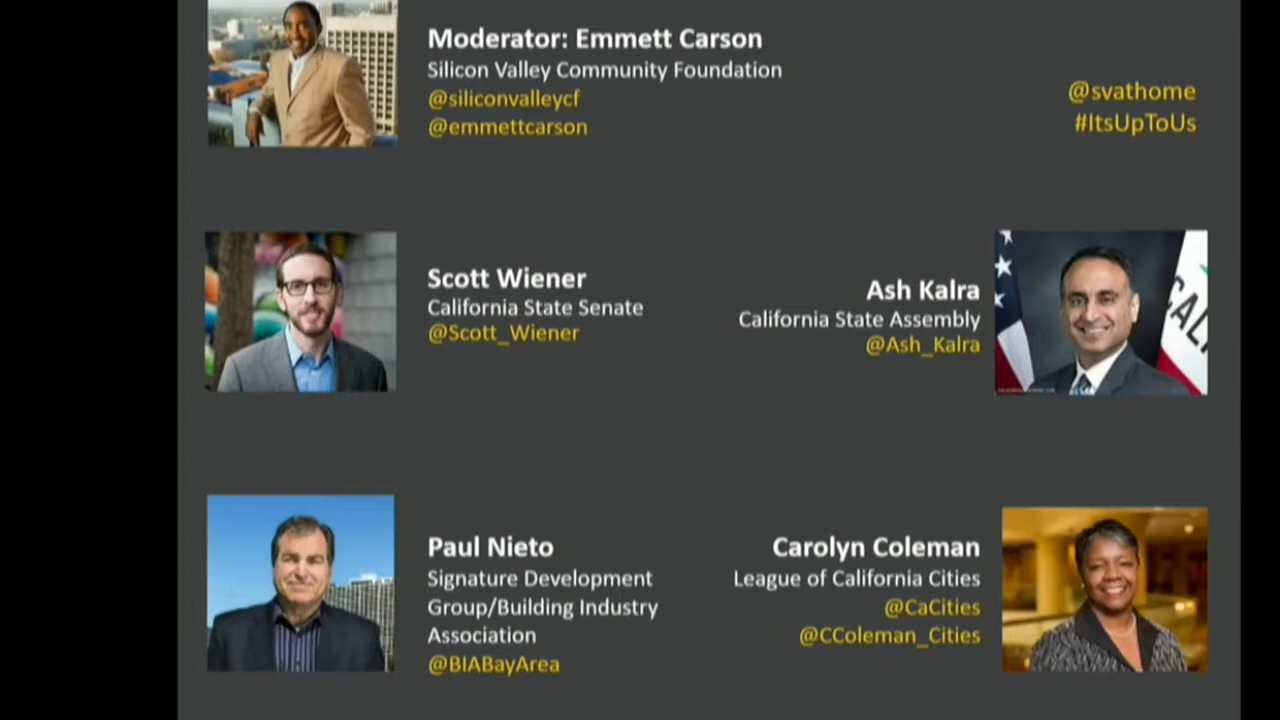 Moderator: Emmett Carson
Silicon Valley Community Foundation
@siliconvalleycf
@emmettcarson
@svathome
#ItsUpToUs
Scott Wiener
California State Senate
@Scott_Wiener
Ash Kalra
California State Assembly
@Ash_Kalra
CAL
Paul Nieto
Signature Development
Group/Building Industry
Association
@BIABayArea
Carolyn Coleman
League of California Cities
@CaCities
@CColeman_Cities